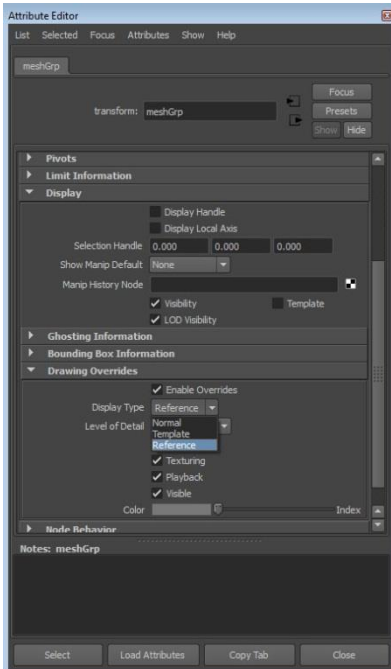 Attribute Editor
List Selected Focus Attributes Show Help
meshGrp
Focus
transform: meshGrp
Presets
Show Hide
Pivots
Limit Information
Display
Display Handle
Display Local Axis
Selection Handle 0.000 0.000 0.000
Show Manip Default None
Manip History Node
Visibility Template
LOD Visibility
Ghosting Information
Bounding Box Information
Drawing Overrides
Enable Overrides
Display Type Reference
Level of Detail Normal
Template
Reference
Texturing
Playback
Visible
Color Index
Node Behavior
Notes: meshGrp
Select Load Attributes Copy Tab Close